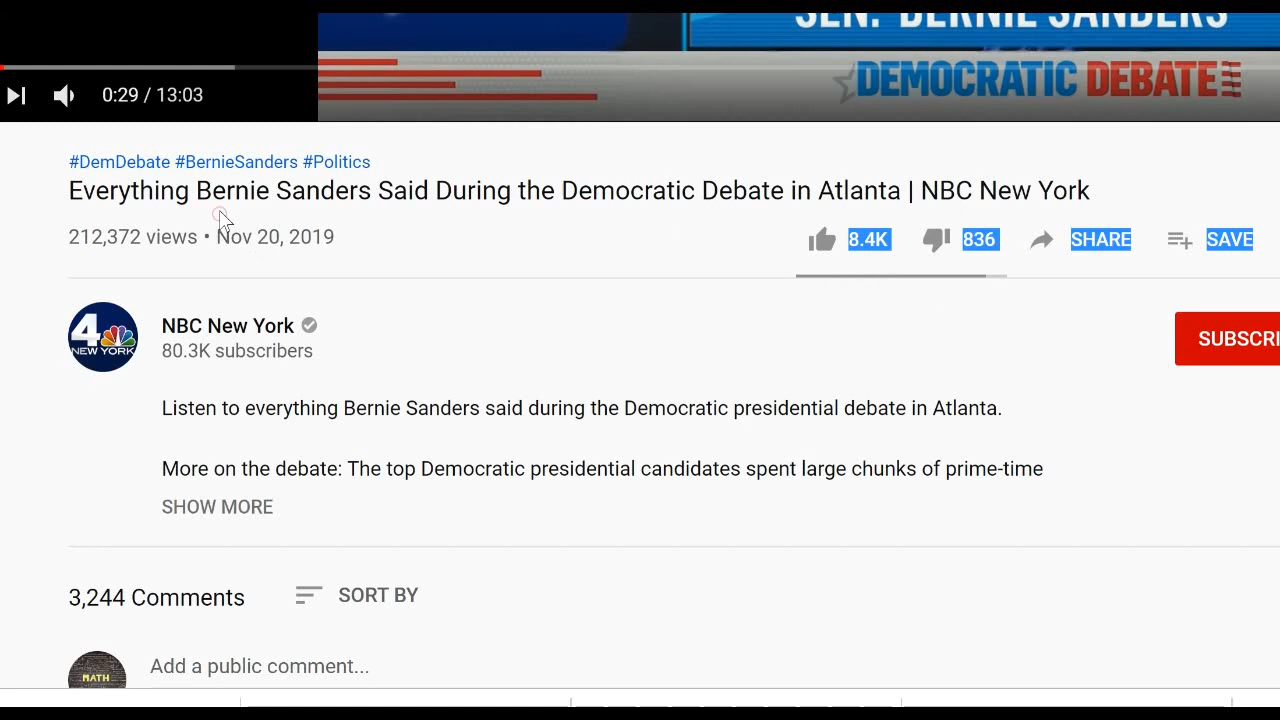 SEN. BERNIE SANDERS
DEMOCRATIC DEBATE
0:29 / 13:03
#DemDebate #BernieSanders #Politics
Everything Bernie Sanders Said During the Democratic Debate in Atlanta | NBC New York
212,372 views • Nov 20, 2019
8.4K 836 SHARE SAVE
4
NEW YORK
NBC New York
80.3K subscribers
SUBSCRI
Listen to everything Bernie Sanders said during the Democratic presidential debate in Atlanta.
More on the debate: The top Democratic presidential candidates spent large chunks of prime-time
SHOW MORE
3,244 Comments SORT BY
MATH
Add a public comment...